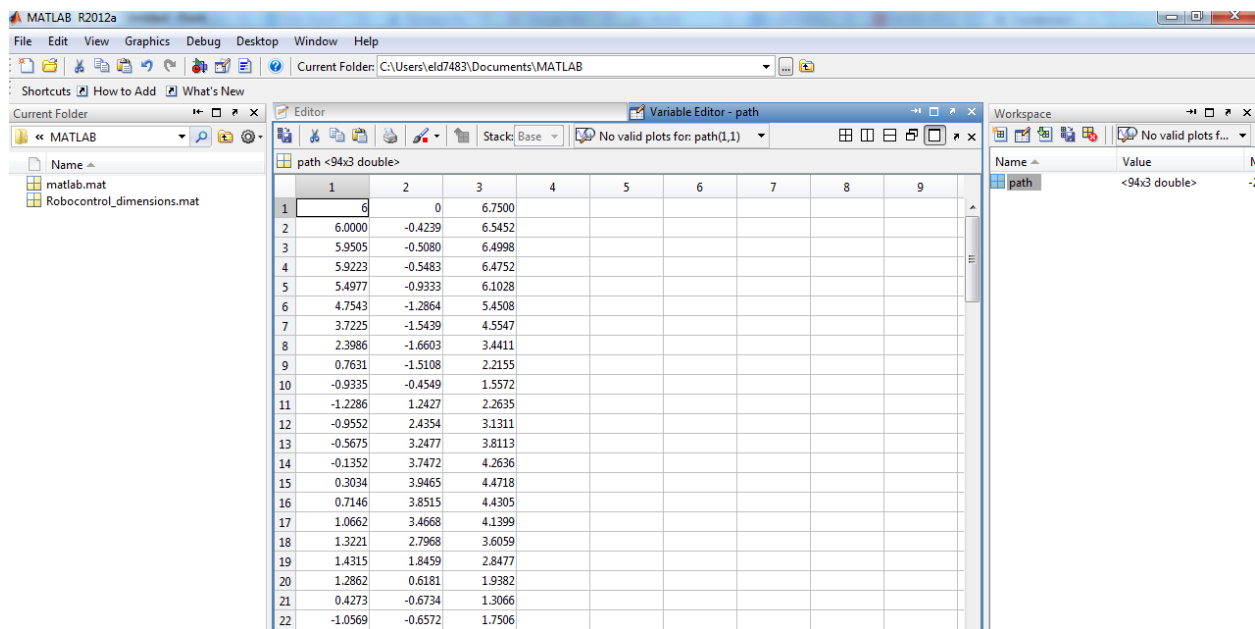 MATLAB R2012a
File Edit View Graphics Debug Desktop Window Help
Current Folder: C:\Users\eld7483\Documents\MATLAB
Shortcuts How to Add What's New
Current Folder
« MATLAB
Name
matlab.mat
Robocontrol_dimensions.mat
Editor
Variable Editor - path
Stack: Base No valid plots for: path(1,1)
path <94x3 double>
1 2 3 4 5 6 7 8 9
1 6 0 6.7500
2 6.0000 -0.4239 6.5452
3 5.9505 -0.5080 6.4998
4 5.9223 -0.5483 6.4752
5 5.4977 -0.9333 6.1028
6 4.7543 -1.2864 5.4508
7 3.7225 -1.5439 4.5547
8 2.3986 -1.6603 3.4411
9 0.7631 -1.5108 2.2155
10 -0.9335 -0.4549 1.5572
11 -1.2286 1.2427 2.2635
12 -0.9552 2.4354 3.1311
13 -0.5675 3.2477 3.8113
14 -0.1352 3.7472 4.2636
15 0.3034 3.9465 4.4718
16 0.7146 3.8515 4.4305
17 1.0662 3.4668 4.1399
18 1.3221 2.7968 3.6059
19 1.4315 1.8459 2.8477
20 1.2862 0.6181 1.9382
21 0.4273 -0.6734 1.3066
22 -1.0569 -0.6572 1.7506
Workspace
No valid plots f...
Name Value
path <94x3 double>